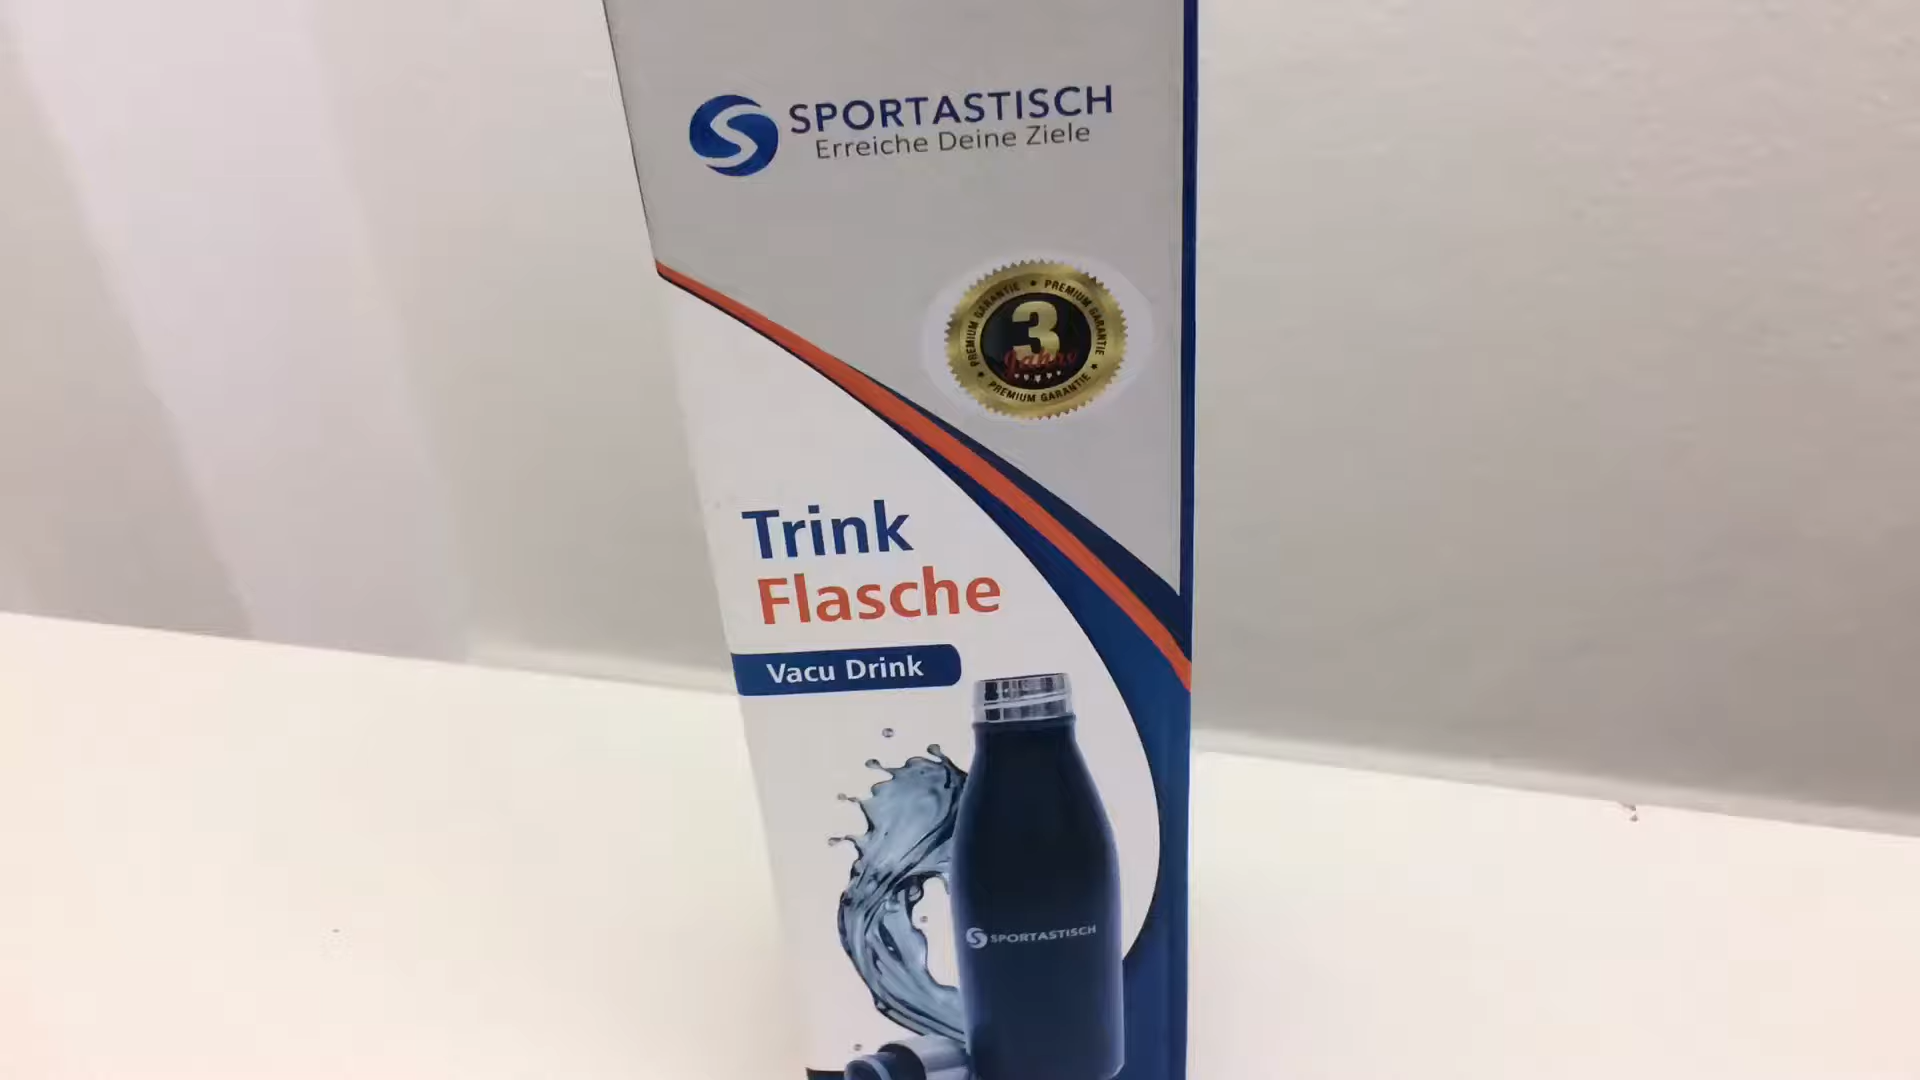 SPORTASTISCH
Erreiche Deine Ziele
PREMIUM GARANTIE • PREMIUM GARANTIE
3
Jahre
PREMIUM GARANTIE
Trink
Flasche
Vacu Drink
SPORTASTISCH